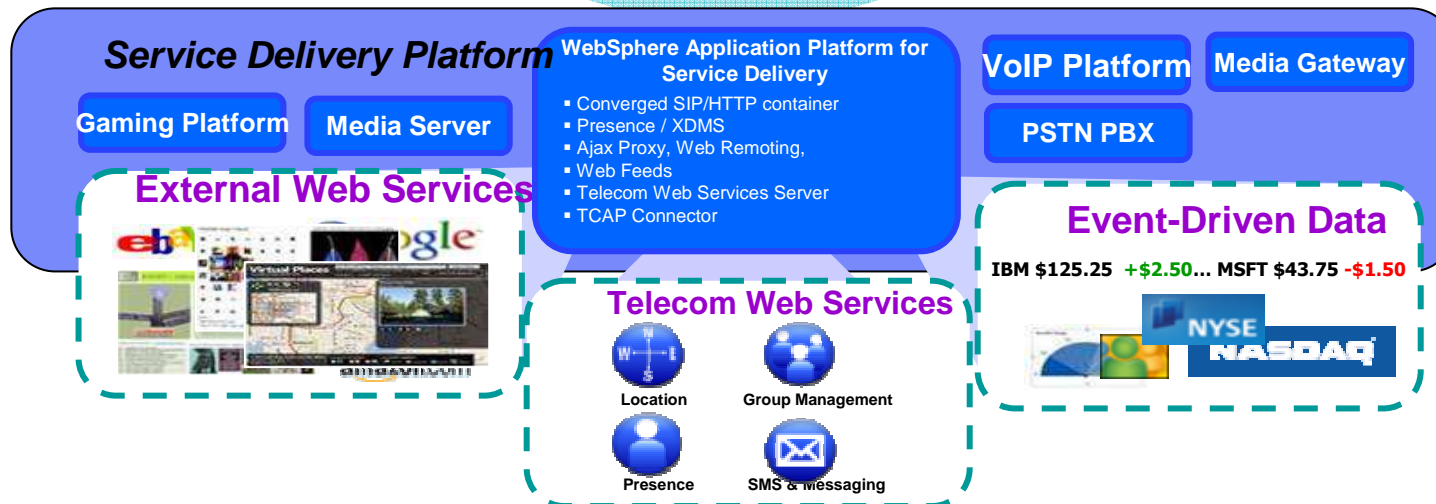 Service Delivery Platform
Gaming Platform
Media Server
WebSphere Application Platform for
Service Delivery
▪ Converged SIP/HTTP container
▪ Presence / XDMS
▪ Ajax Proxy, Web Remoting,
▪ Web Feeds
▪ Telecom Web Services Server
▪ TCAP Connector
VoIP Platform
Media Gateway
PSTN PBX
External Web Services
Virtual Places
Telecom Web Services
N
W E
S
Location
Group Management
Presence
SMS & Messaging
Event-Driven Data
IBM $125.25 +$2.50... MSFT $43.75 -$1.50
NYSE
NASDAQ